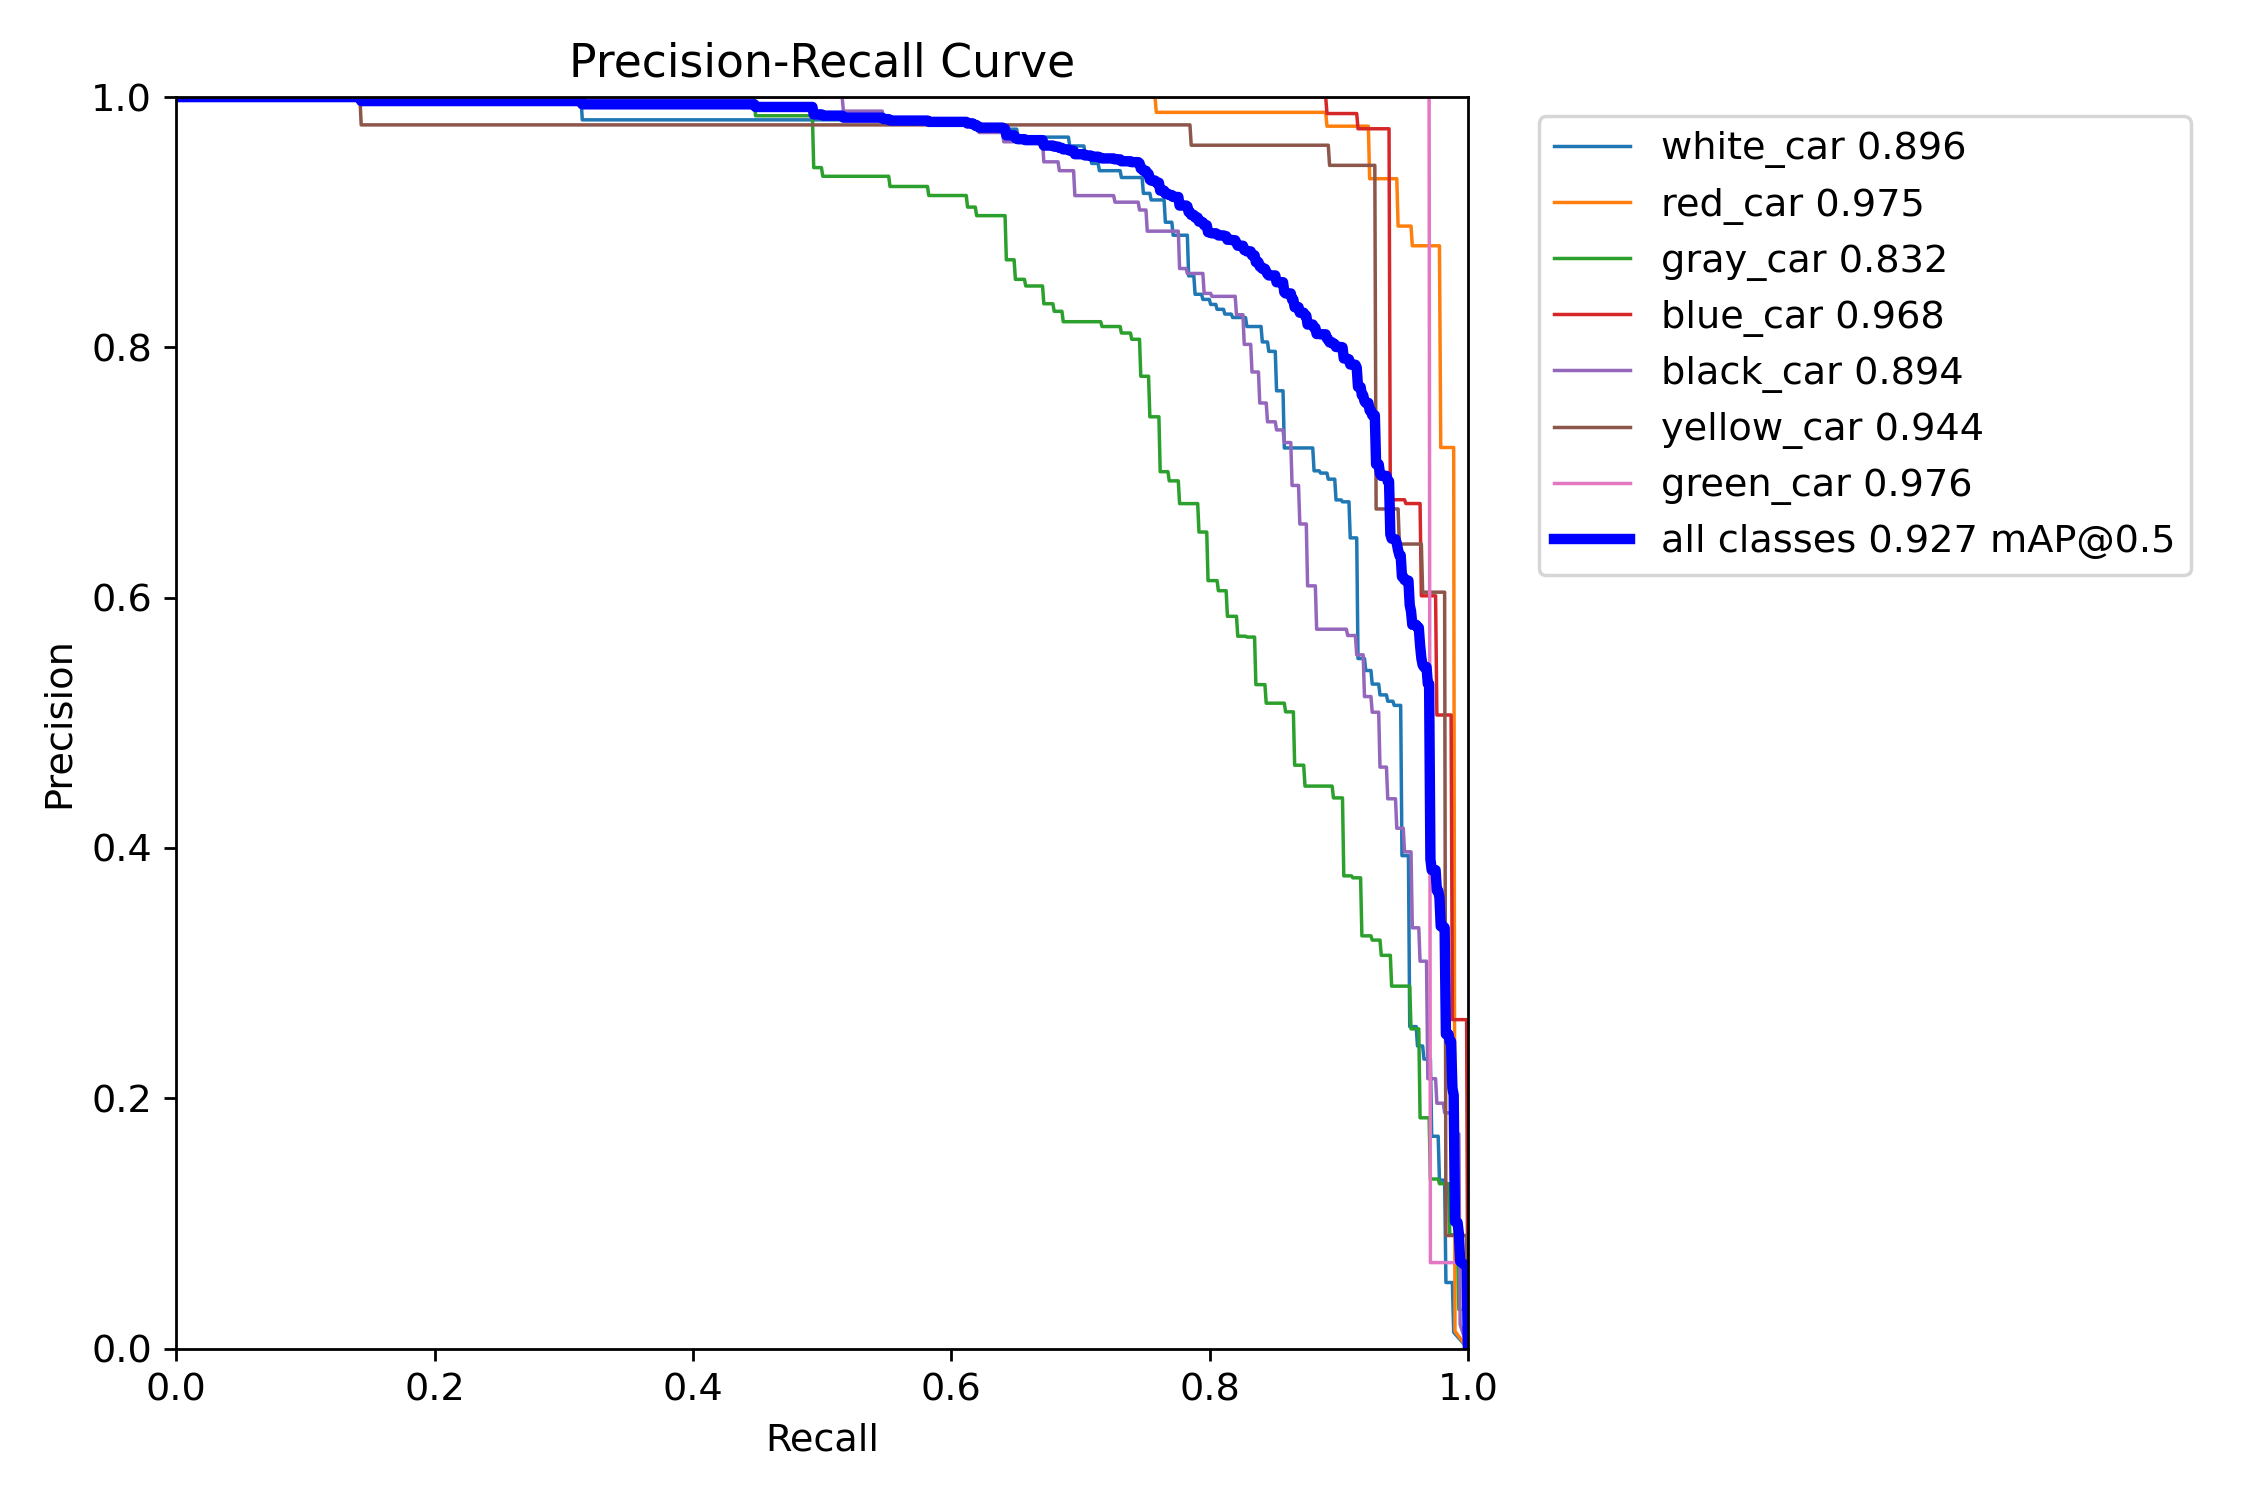 Precision-Recall Curve
1.0
0.8
0.6
0.4
0.2
0.0
Precision
0.0 0.2 0.4 0.6 0.8 1.0
Recall
white_car 0.896
red_car 0.975
gray_car 0.832
blue_car 0.968
black_car 0.894
yellow_car 0.944
green_car 0.976
all classes 0.927 mAP@0.5